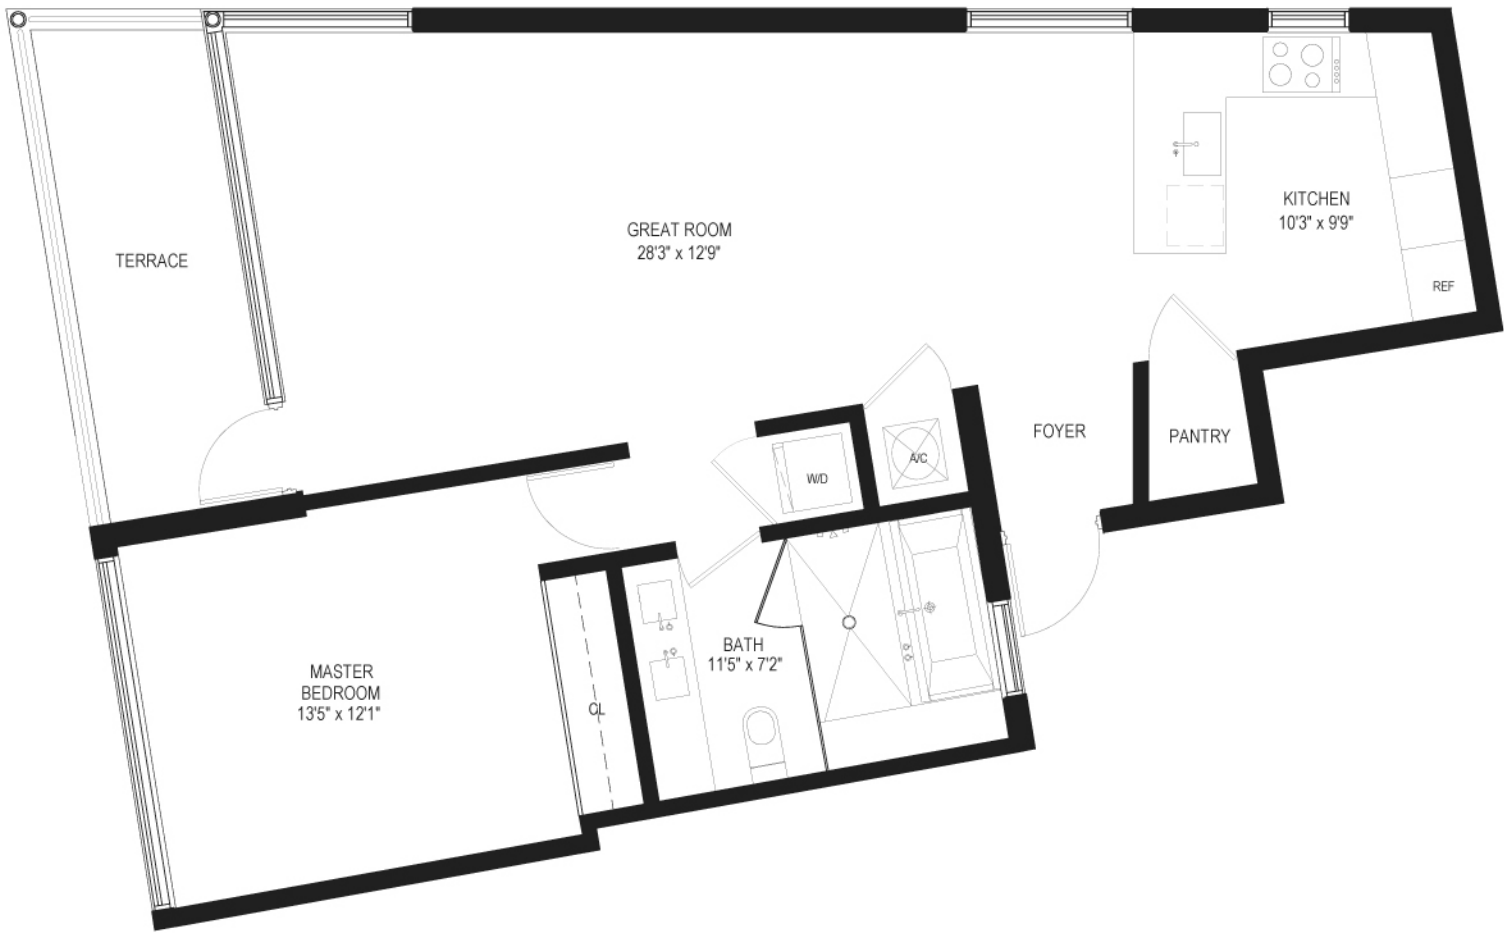 TERRACE
GREAT ROOM
28'3" x 12'9"
KITCHEN
10'3" x 9'9"
REF
FOYER
PANTRY
W/D
A/C
MASTER
BEDROOM
13'5" x 12'1"
CL
BATH
11'5" x 7'2"